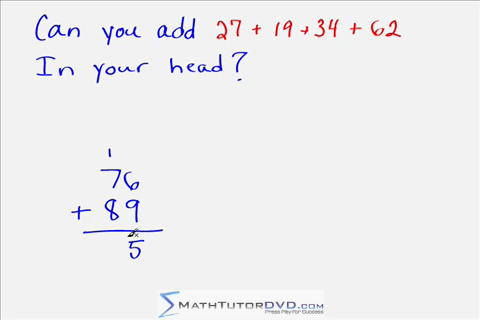 Can you add 27 + 19 + 34 + 62
In your head?
1
76
+ 89
5
MATHTUTORDVD.COM
Press Play For Success